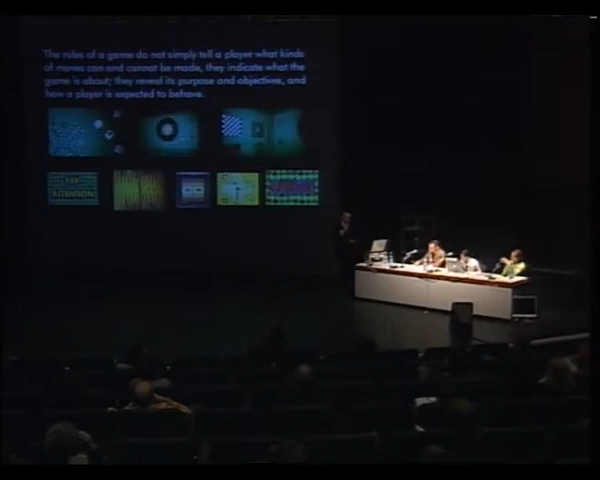 The rules of a game do not simply tell a player what kinds
of moves can and cannot be made, they indicate what the
game is about; they reveal its purpose and objectives, and
how a player is expected to behave.
PAY
ATTENTION